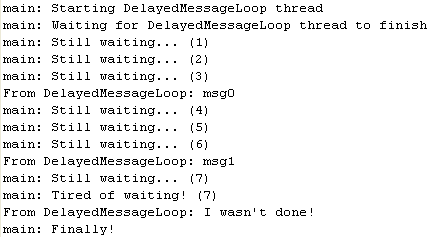 main: Starting DelayedMessageLoop thread
main: Waiting for DelayedMessageLoop thread to finish
main: Still waiting... (1)
main: Still waiting... (2)
main: Still waiting... (3)
From DelayedMessageLoop: msg0
main: Still waiting... (4)
main: Still waiting... (5)
main: Still waiting... (6)
From DelayedMessageLoop: msg1
main: Still waiting... (7)
main: Tired of waiting! (7)
From DelayedMessageLoop: I wasn't done!
main: Finally!